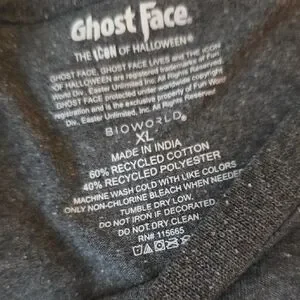 Ghost Face.
THE ICON OF HALLOWEEN®
GHOST FACE, GHOST FACE LIVES and THE ICON
OF HALLOWEEN are registered trademarks of Fun
World Div., Easter Unlimited, Inc. All Rights Reserved.
GHOST FACE protected under worldwide copyright
registration and is the exclusive property of Fun World
Div., Easter Unlimited, Inc. All Rights Reserved.
BIOWORLD®
XL
MADE IN INDIA
60% RECYCLED COTTON
40% RECYCLED POLYESTER
MACHINE WASH COLD WITH LIKE COLORS
ONLY NON-CHLORINE BLEACH WHEN NEEDE
TUMBLE DRY LOW.
DO NOT IRON IF DECORATED
DO NOT DRY CLEAN.
RN# 115665